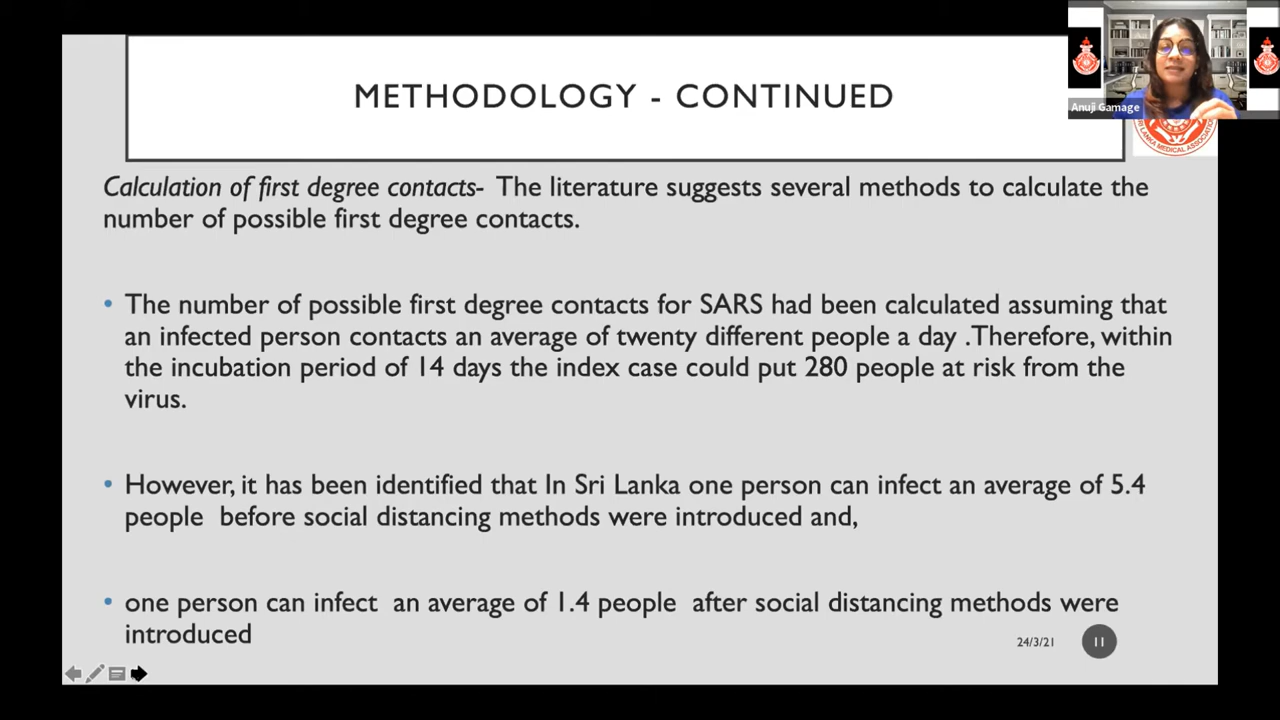 METHODOLOGY - CONTINUED
Anuji Gamage
RI LANKA MEDICAL ASSOCIATION
Calculation of first degree contacts- The literature suggests several methods to calculate the
number of possible first degree contacts.
• The number of possible first degree contacts for SARS had been calculated assuming that
an infected person contacts an average of twenty different people a day .Therefore, within
the incubation period of 14 days the index case could put 280 people at risk from the
virus.
• However, it has been identified that In Sri Lanka one person can infect an average of 5.4
people before social distancing methods were introduced and,
• one person can infect an average of 1.4 people after social distancing methods were
introduced
24/3/21
11